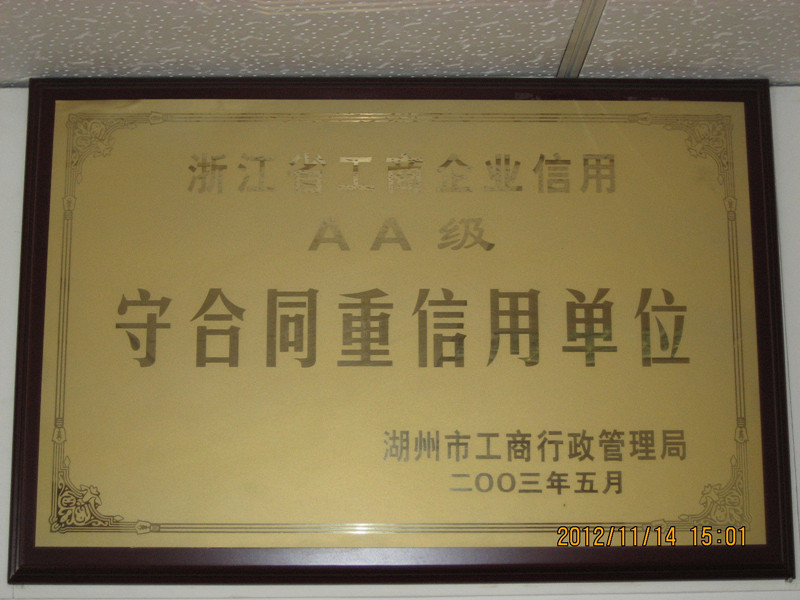 浙江省工商企业信用
AA级
守合同重信用单位
湖州市工商行政管理局
二OO三年五月
2012/11/14 15:01